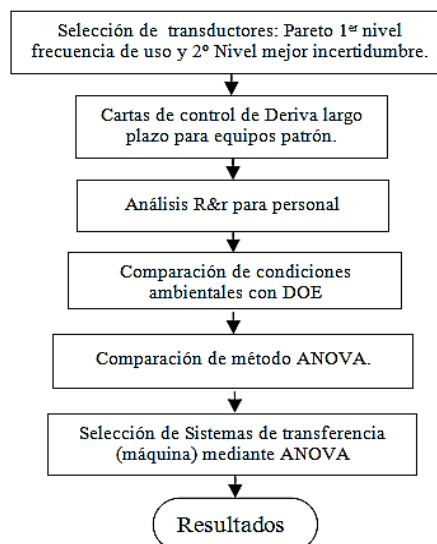 Selección de transductores: Pareto 1er nivel
frecuencia de uso y 2º Nivel mejor incertidumbre.
Cartas de control de Deriva largo
plazo para equipos patrón.
Análisis R&r para personal
Comparación de condiciones
ambientales con DOE
Comparación de método ANOVA.
Selección de Sistemas de transferencia
(máquina) mediante ANOVA
Resultados